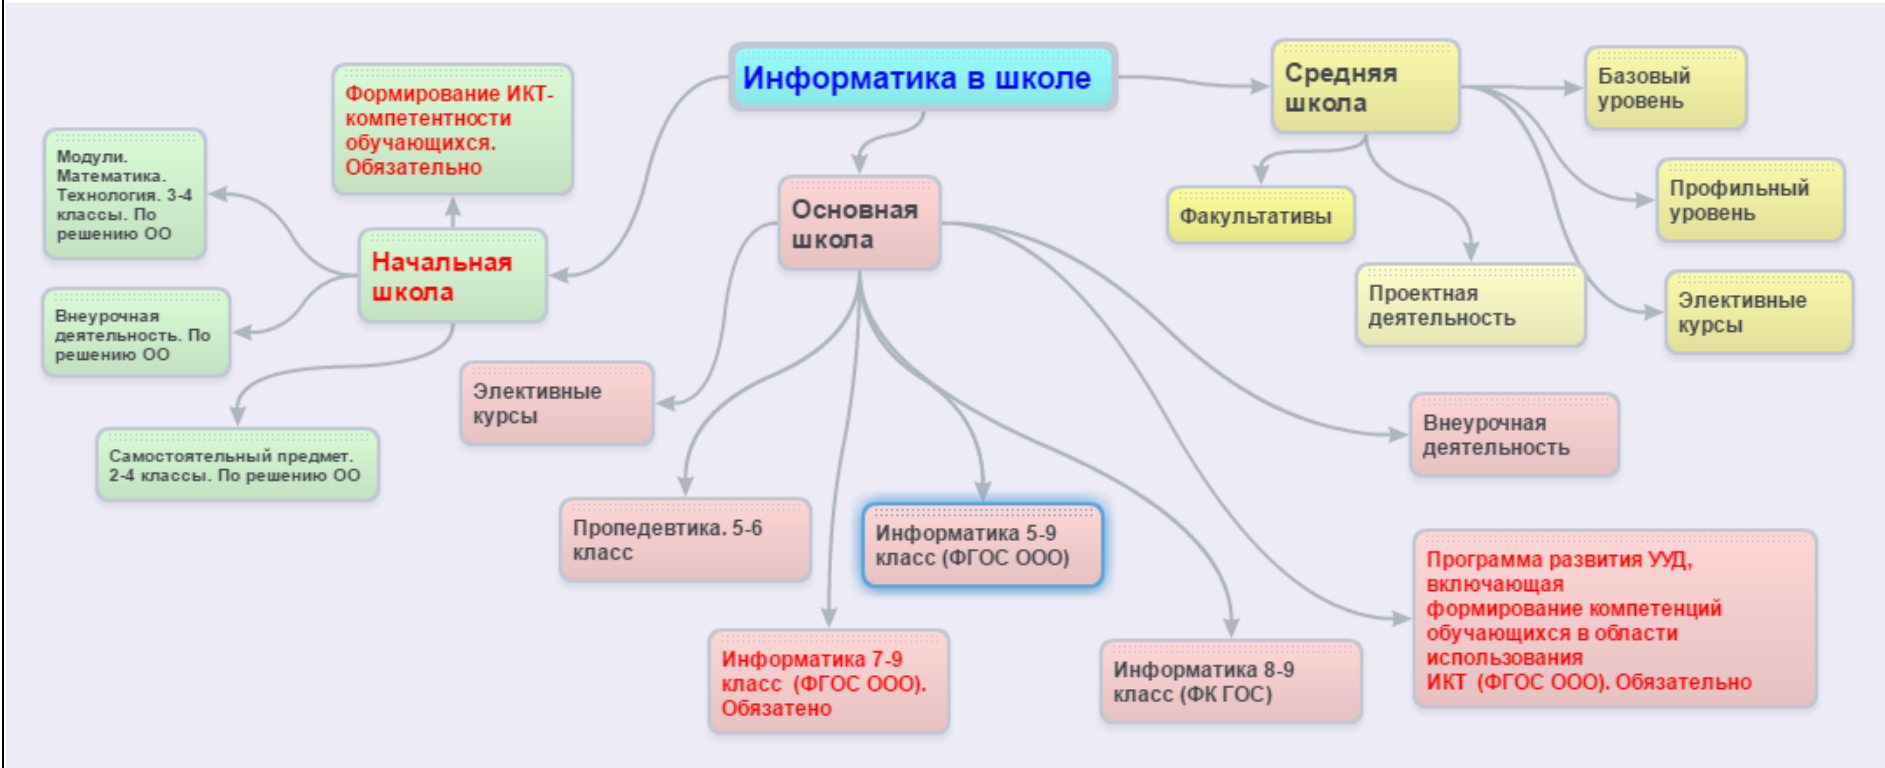 Информатика в школе
Формирование ИКТ-
компетентности
обучающихся.
Обязательно
Модули.
Математика.
Технология. 3-4
классы. По
решению ОО
Начальная
школа
Внеурочная
деятельность. По
решению ОО
Самостоятельный предмет.
2-4 классы. По решению ОО
Основная
школа
Элективные
курсы
Пропедевтика. 5-6
класс
Информатика 7-9
класс (ФГОС ООО).
Обязатено
Информатика 5-9
класс (ФГОС ООО)
Информатика 8-9
класс (ФК ГОС)
Внеурочная
деятельность
Программа развития УУД,
включающая
формирование компетенций
обучающихся в области
использования
ИКТ (ФГОС ООО). Обязательно
Средняя
школа
Базовый
уровень
Профильный
уровень
Факультативы
Проектная
деятельность
Элективные
курсы